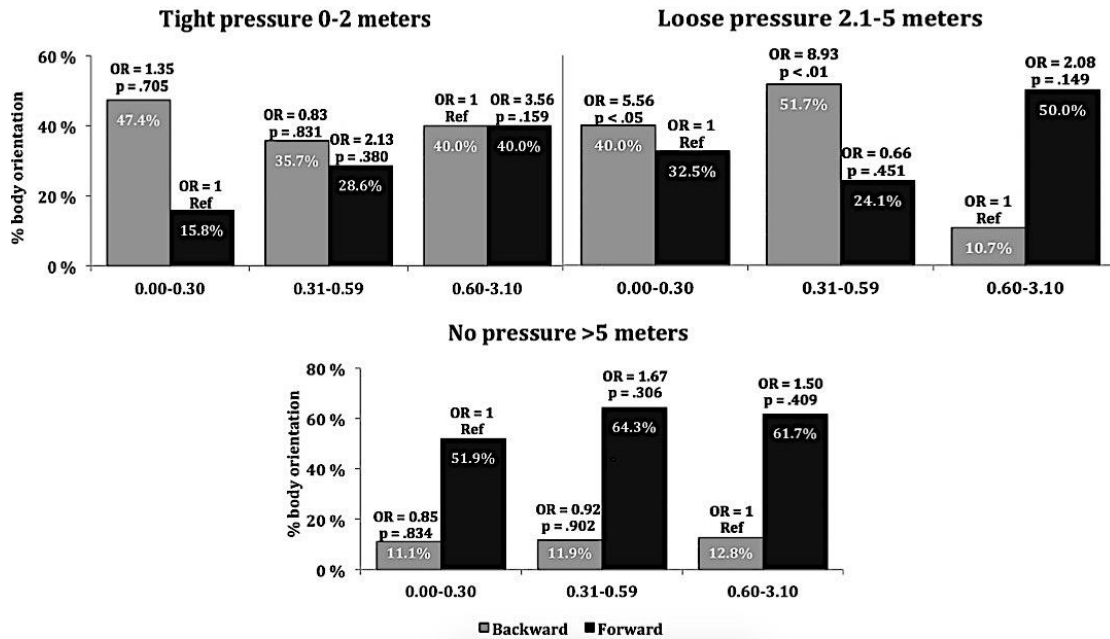 Tight pressure 0-2 meters
Loose pressure 2.1-5 meters
% body orientation
60 %
40 %
20 %
0 %
OR = 1.35
p = .705
47.4%
OR = 1
Ref
15.8%
OR = 0.83
p = .831
35.7%
OR = 2.13
p = .380
28.6%
OR = 1
Ref
40.0%
OR = 3.56
p = .159
40.0%
0.00-0.30
0.31-0.59
0.60-3.10
OR = 5.56
p < .05
40.0%
OR = 1
Ref
32.5%
OR = 8.93
p < .01
51.7%
OR = 0.66
p = .451
24.1%
OR = 1
Ref
10.7%
OR = 2.08
p = .149
50.0%
0.00-0.30
0.31-0.59
0.60-3.10
No pressure >5 meters
% body orientation
80 %
60 %
40 %
20 %
0 %
OR = 0.85
p = .834
11.1%
OR = 1
Ref
51.9%
OR = 0.92
p = .902
11.9%
OR = 1.67
p = .306
64.3%
OR = 1
Ref
12.8%
OR = 1.50
p = .409
61.7%
0.00-0.30
0.31-0.59
0.60-3.10
Backward
Forward